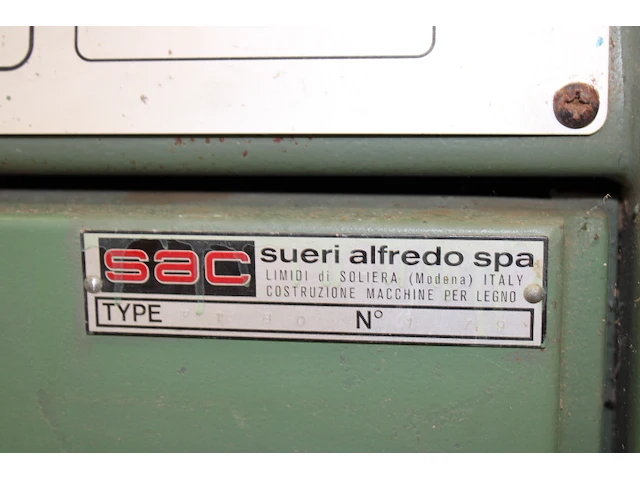 sac sueri alfredo spa
LIMIDI di SOLIERA (Modena) ITALY
COSTRUZIONE MACCHINE PER LEGNO
TYPE N°